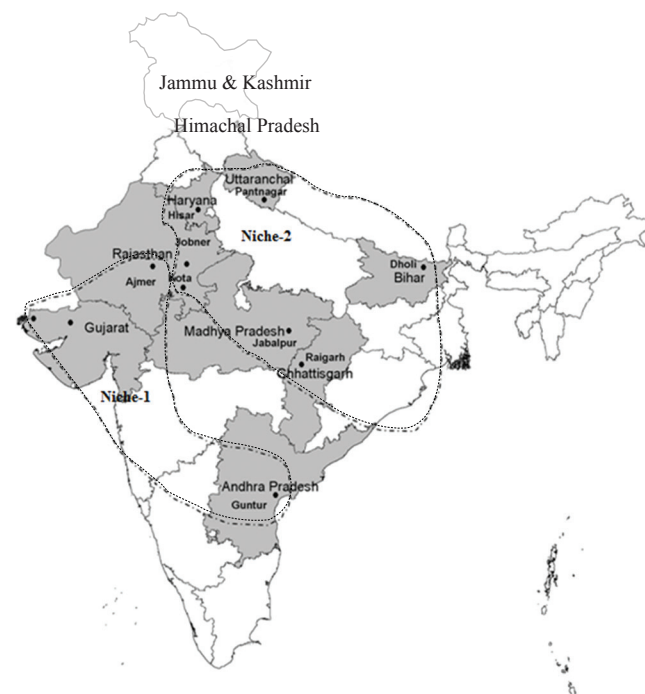 Jammu & Kashmir
Himachal Pradesh
Uttaranchal
Pantnagar
Haryana
Hisar
Niche-2
Jobner
Rajasthan
Ajmer
Kota
Dholi
Bihar
Gujarat
Madhya Pradesh
Jabalpur
Raigarh
Chhattisgarh
Niche-1
Andhra Pradesh
Guntur